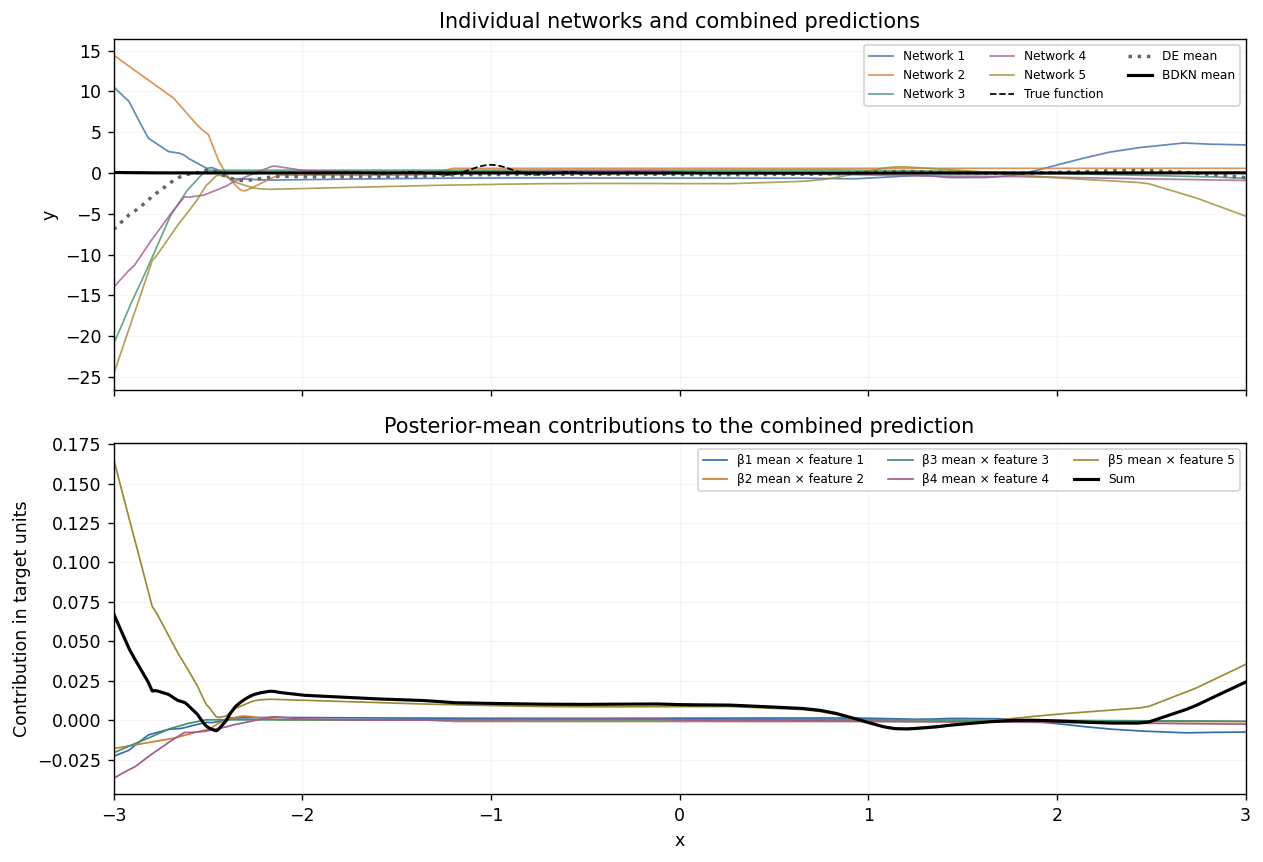 Individual networks and combined predictions
Network 1
Network 2
Network 3
Network 4
Network 5
True function
DE mean
BDKN mean
15
10
5
0
−5
−10
−15
−20
−25
y
Posterior-mean contributions to the combined prediction
β1 mean × feature 1
β2 mean × feature 2
β3 mean × feature 3
β4 mean × feature 4
β5 mean × feature 5
Sum
0.175
0.150
0.125
0.100
0.075
0.050
0.025
0.000
−0.025
Contribution in target units
−3
−2
−1
0
1
2
3
x